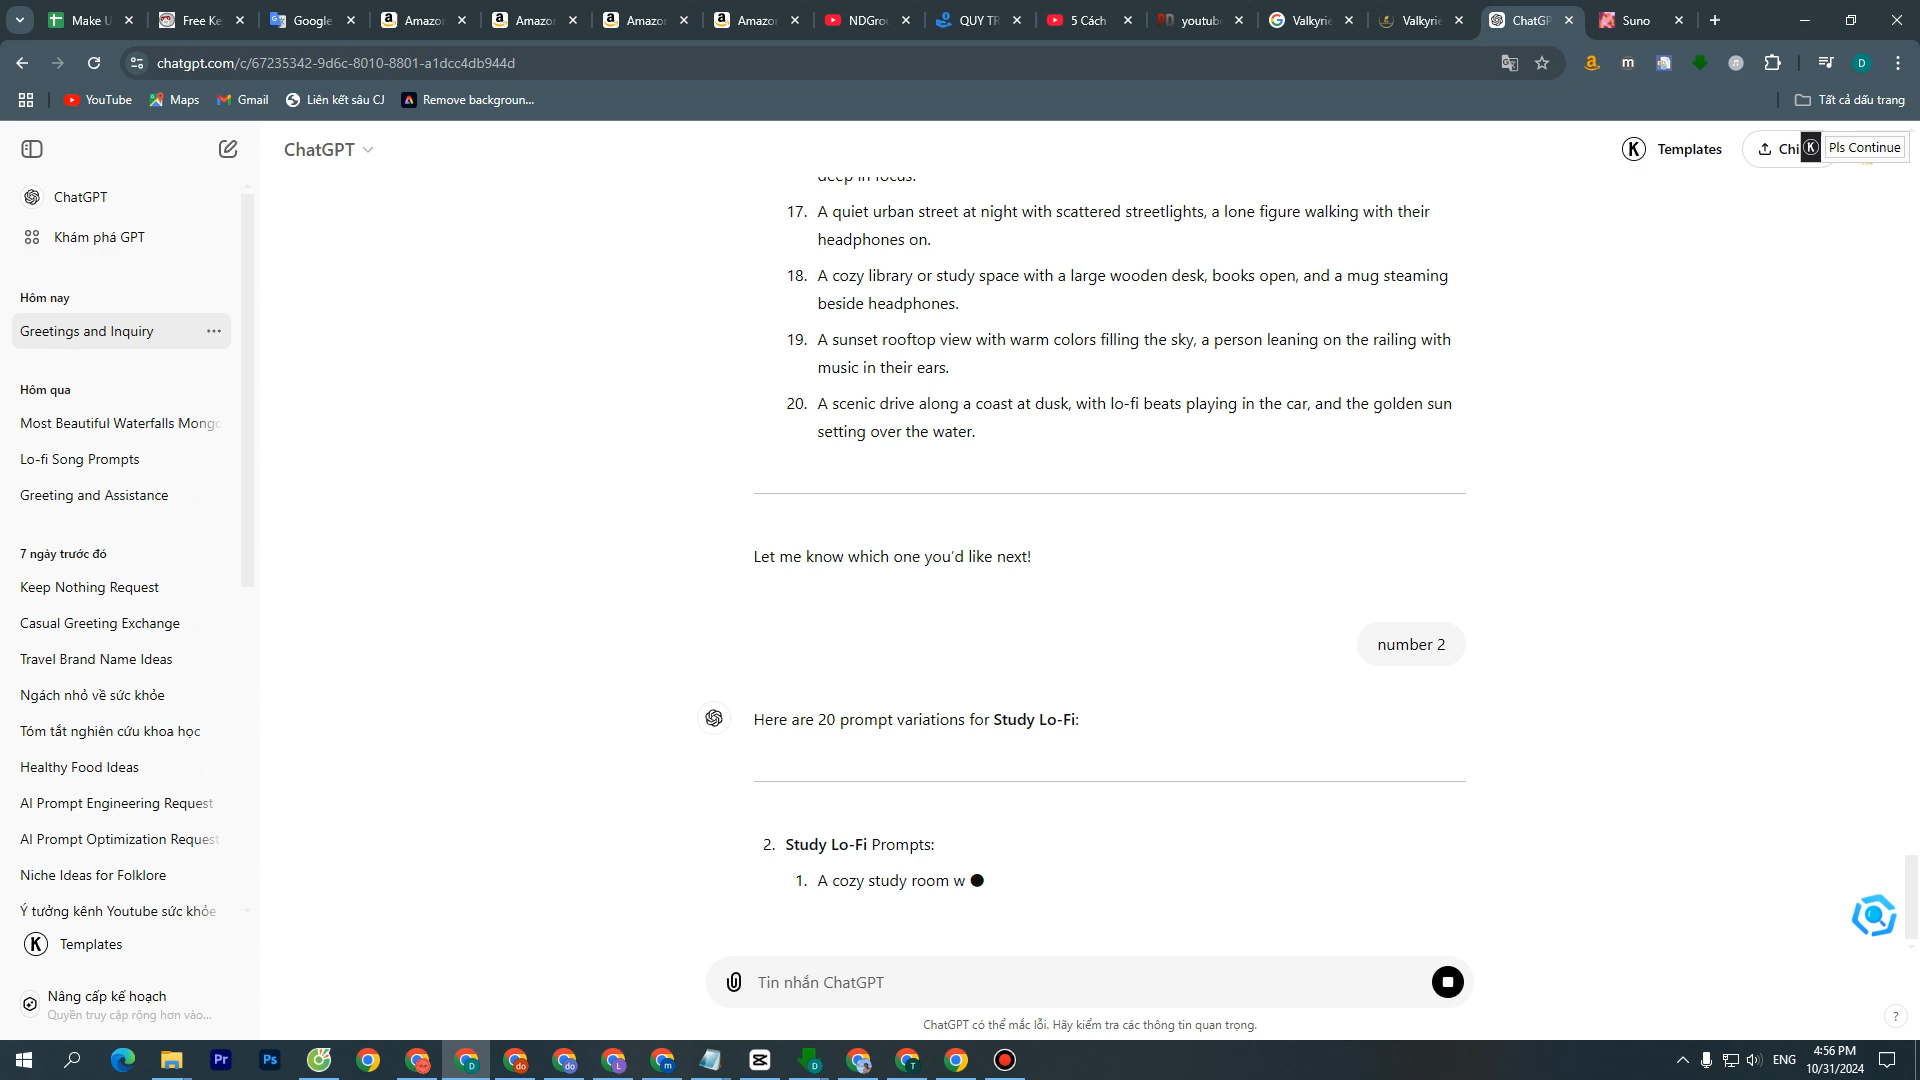 Make U
Free Ke
Google
Amazo
Amazo
Amazo
Amazo
NDGro
QUY TR
5 Cách
youtub
Valkyrie
Valkyrie
ChatGP
Suno
chatgpt.com/c/67235342-9d6c-8010-8801-a1dcc4db944d
YouTube
Maps
Gmail
Liên kết sâu CJ
Remove backgroun...
Tất cả dấu trang
ChatGPT
Templates
Chi
Pls Continue
ChatGPT
Khám phá GPT
Hôm nay
Greetings and Inquiry
Hôm qua
Most Beautiful Waterfalls Mongo
Lo-fi Song Prompts
Greeting and Assistance
7 ngày trước đó
Keep Nothing Request
Casual Greeting Exchange
Travel Brand Name Ideas
Ngách nhỏ về sức khỏe
Tóm tắt nghiên cứu khoa học
Healthy Food Ideas
AI Prompt Engineering Request
AI Prompt Optimization Request
Niche Ideas for Folklore
Ý tưởng kênh Youtube sức khỏe
Templates
Nâng cấp kế hoạch
Quyền truy cập rộng hơn vào...
deep in focus.
17. A quiet urban street at night with scattered streetlights, a lone figure walking with their
headphones on.
18. A cozy library or study space with a large wooden desk, books open, and a mug steaming
beside headphones.
19. A sunset rooftop view with warm colors filling the sky, a person leaning on the railing with
music in their ears.
20. A scenic drive along a coast at dusk, with lo-fi beats playing in the car, and the golden sun
setting over the water.
Let me know which one you'd like next!
number 2
Here are 20 prompt variations for Study Lo-Fi:
2. Study Lo-Fi Prompts:
1. A cozy study room w
Tin nhắn ChatGPT
ChatGPT có thể mắc lỗi. Hãy kiểm tra các thông tin quan trọng.
?
ENG
4:56 PM
10/31/2024